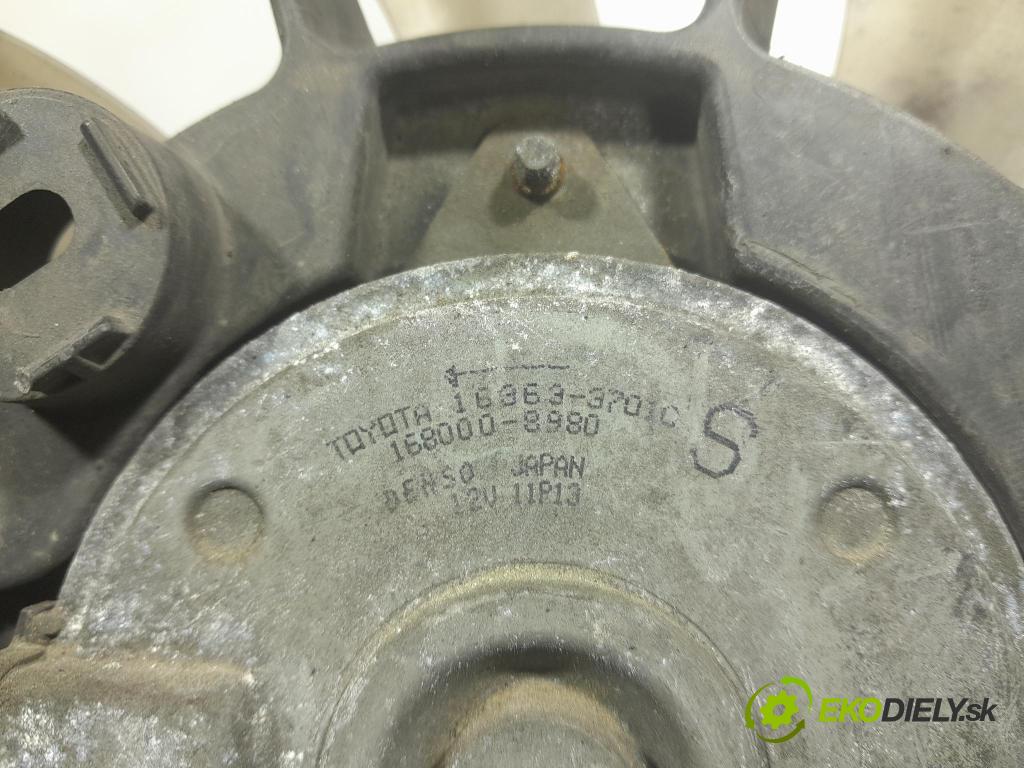 TOYOTA 16363-3701C
168000-8980
DENSO JAPAN
12V 11P13
S
EKODIELY.sk